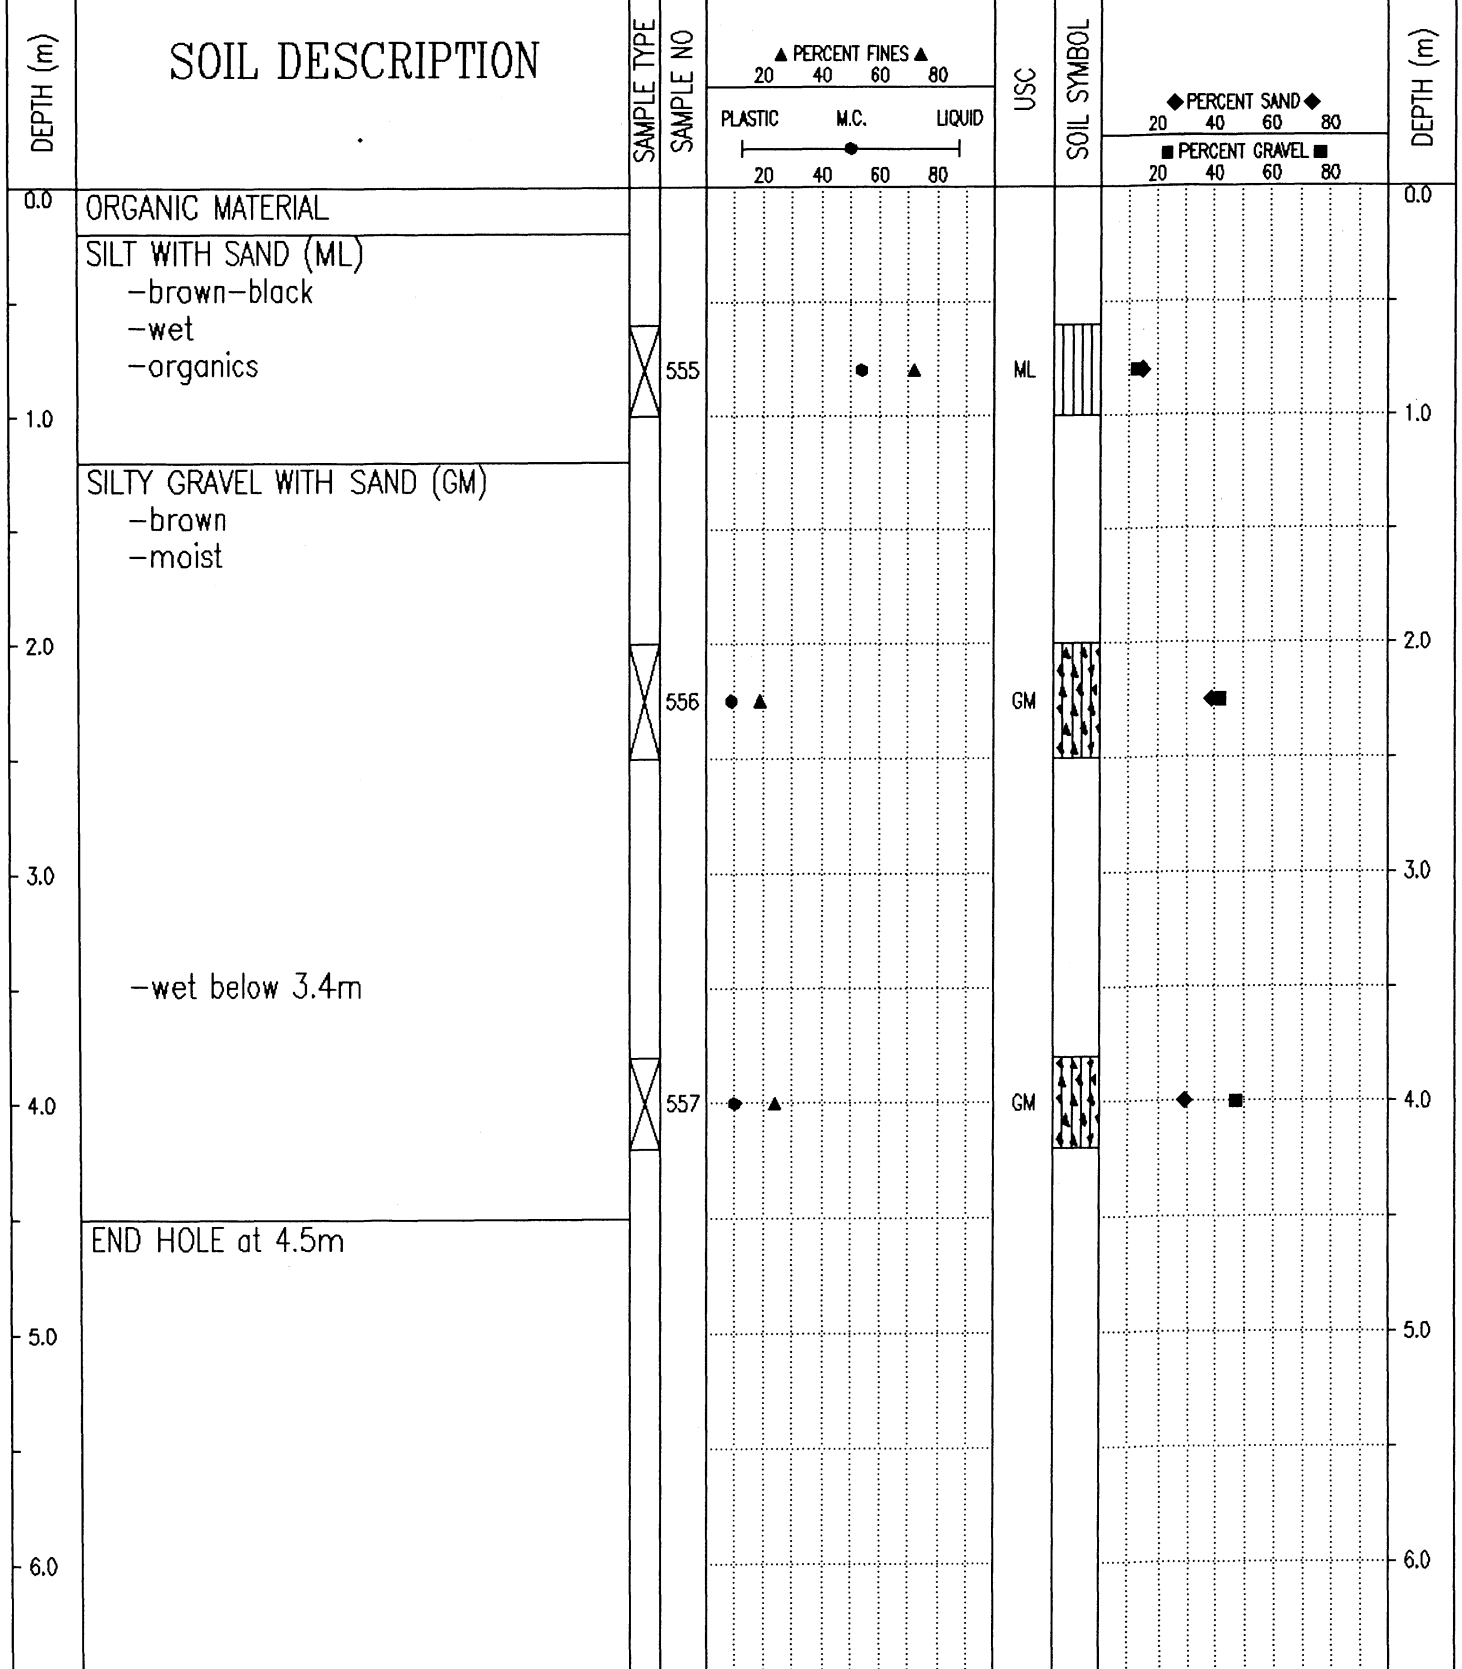 DEPTH (m)
SOIL DESCRIPTION
SAMPLE TYPE
SAMPLE NO
▲ PERCENT FINES ▲
20 40 60 80
PLASTIC M.C. LIQUID
20 40 60 80
USC
SOIL SYMBOL
◆ PERCENT SAND ◆
20 40 60 80
■ PERCENT GRAVEL ■
20 40 60 80
DEPTH (m)
0.0 0.0
ORGANIC MATERIAL
SILT WITH SAND (ML)
-brown-black
-wet
-organics
555 ML
1.0 1.0
SILTY GRAVEL WITH SAND (GM)
-brown
-moist
2.0 2.0
556 GM
3.0 3.0
-wet below 3.4m
4.0 557 GM 4.0
END HOLE at 4.5m
5.0 5.0
6.0 6.0